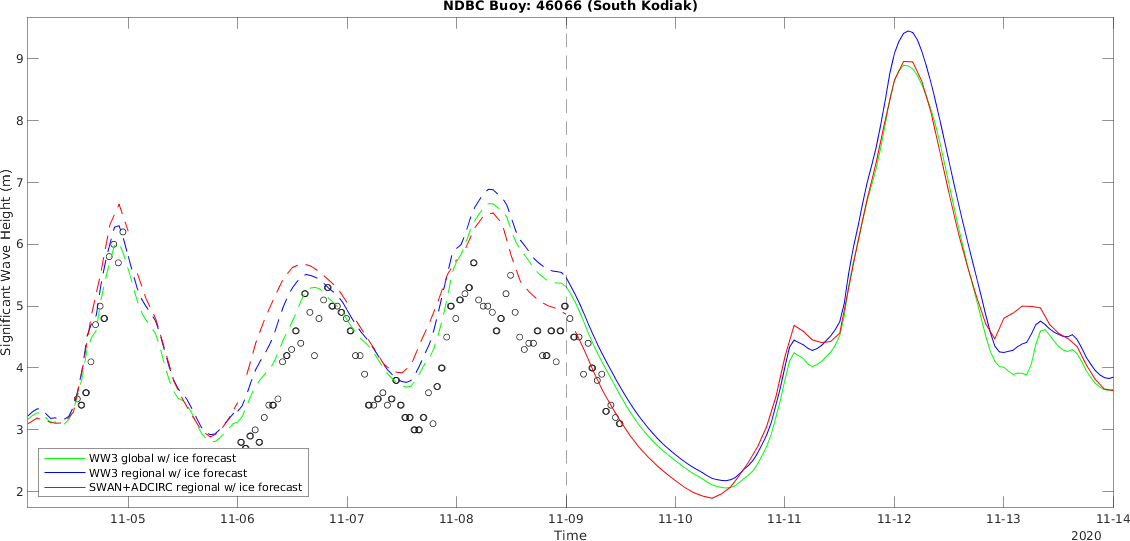 NDBC Buoy: 46066 (South Kodiak)
Significant Wave Height (m)
9
8
7
6
5
4
3
2
WW3 global w/ ice forecast
WW3 regional w/ ice forecast
SWAN+ADCIRC regional w/ ice forecast
11-05 11-06 11-07 11-08 11-09 11-10 11-11 11-12 11-13 11-14
Time
2020